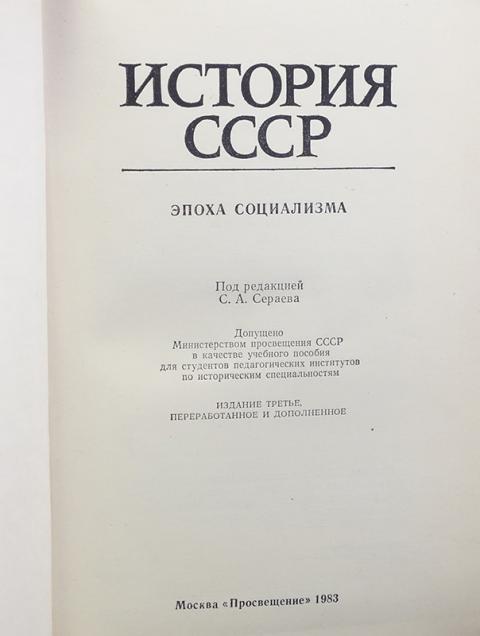 ИСТОРИЯ
СССР
ЭПОХА СОЦИАЛИЗМА
Под редакцией
С. А. Сераева
Допущено
Министерством просвещения СССР
в качестве учебного пособия
для студентов педагогических институтов
по историческим специальностям
ИЗДАНИЕ ТРЕТЬЕ,
ПЕРЕРАБОТАННОЕ И ДОПОЛНЕННОЕ
Москва «Просвещение» 1983